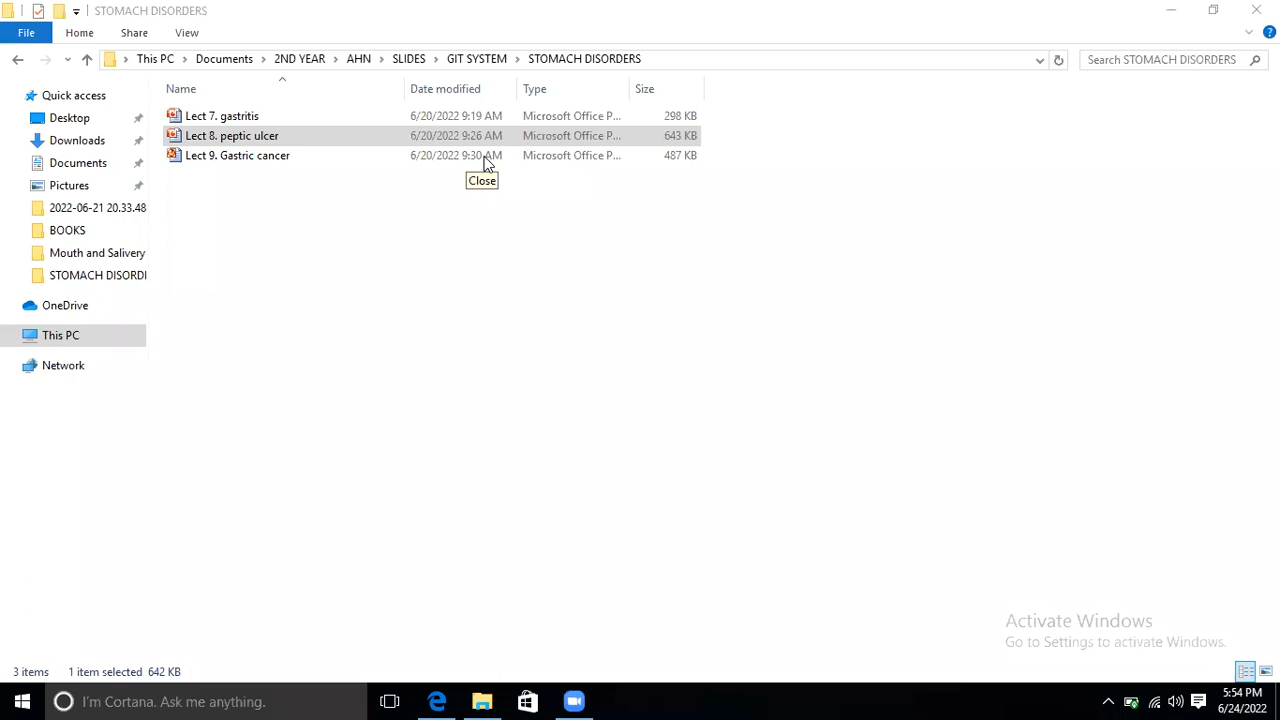 STOMACH DISORDERS
File Home Share View
This PC Documents 2ND YEAR AHN SLIDES GIT SYSTEM STOMACH DISORDERS Search STOMACH DISORDERS
Name Date modified Type Size
Quick access
Desktop
Downloads
Documents
Pictures
2022-06-21 20.33.48
BOOKS
Mouth and Salivery
STOMACH DISORDI
OneDrive
This PC
Network
Lect 7. gastritis 6/20/2022 9:19 AM Microsoft Office P... 298 KB
Lect 8. peptic ulcer 6/20/2022 9:26 AM Microsoft Office P... 643 KB
Lect 9. Gastric cancer 6/20/2022 9:30 AM Microsoft Office P... 487 KB
Close
Activate Windows
Go to Settings to activate Windows.
3 items 1 item selected 642 KB
I'm Cortana. Ask me anything.
5:54 PM
6/24/2022